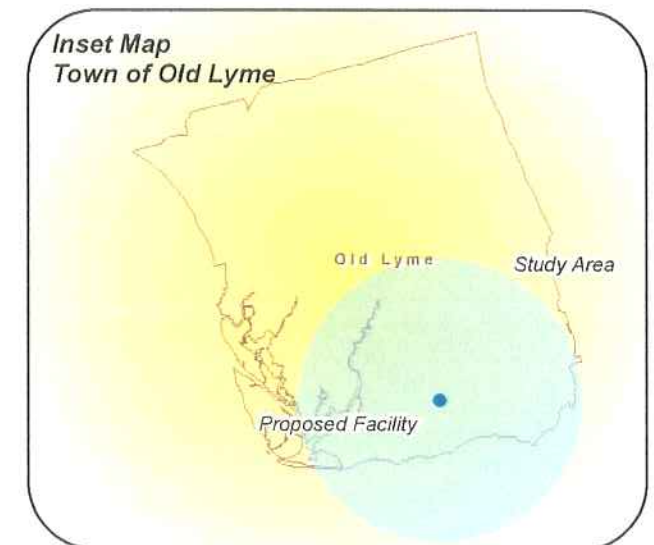 Inset Map
Town of Old Lyme
Old Lyme
Study Area
Proposed Facility